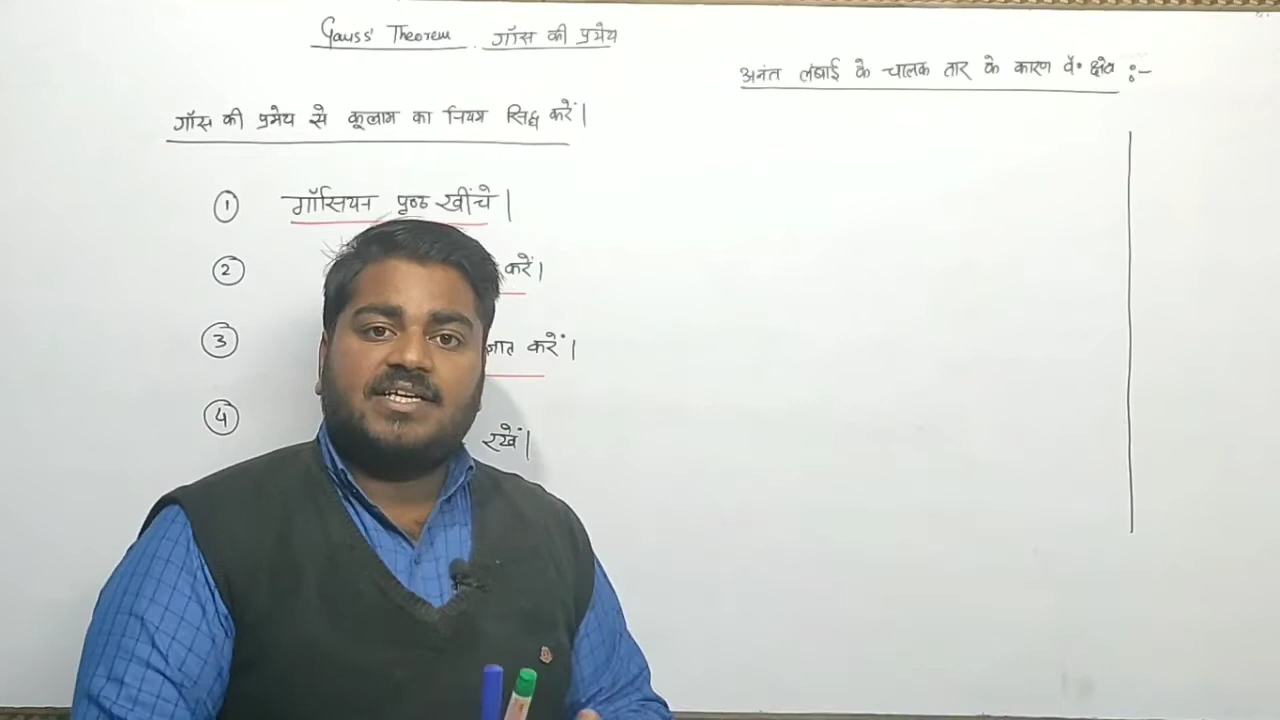 Gauss' Theorem. गॉस की प्रमेय
अनंत लंबाई के चालक तार के कारण वै॰ क्षेत्र :-
गॉस की प्रमेय से कूलाम का नियम सिद्ध करें|
1 गॉसियन पृष्ठ खींचे|
2 करें|
3 ज्ञात करें|
4 रखें|